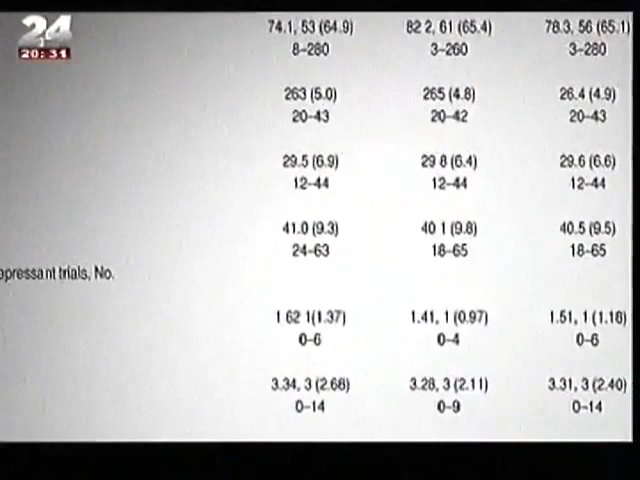 24
20:31
74.1, 53 (64.9) 82 2, 61 (65.4) 78.3, 56 (65.1)
8–280 3–260 3–280
263 (5.0) 265 (4.8) 26.4 (4.9)
20–43 20–42 20–43
29.5 (6.9) 29 8 (6.4) 29.6 (6.6)
12–44 12–44 12–44
41.0 (9.3) 40 1 (9.8) 40.5 (9.5)
24–63 18–65 18–65
pressant trials, No.
1 62 1(1.37) 1.41, 1 (0.97) 1.51, 1 (1.18)
0–6 0–4 0–6
3.34, 3 (2.68) 3.28, 3 (2.11) 3.31, 3 (2.40)
0–14 0–9 0–14